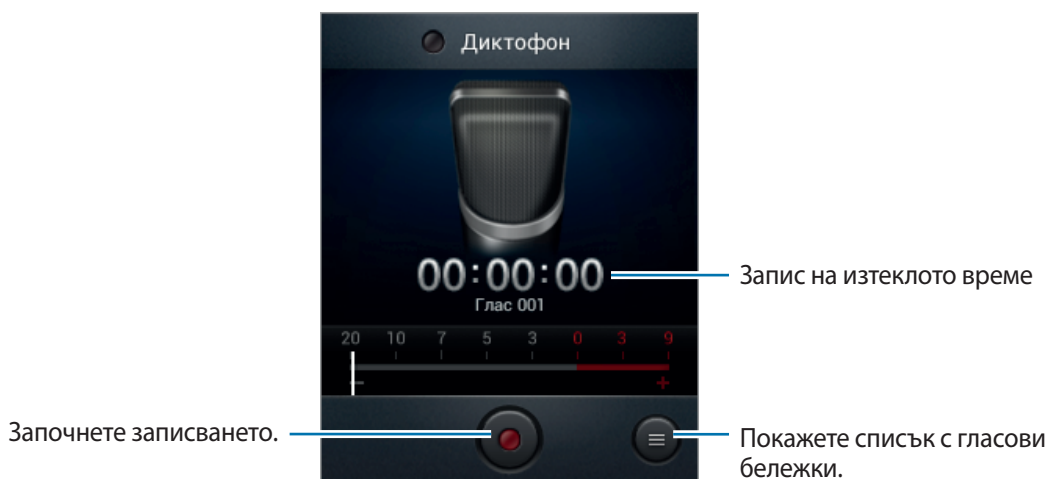 Диктофон
00:00:00
Запис на изтеклото време
Глас 001
20 10 7 5 3 0 3 9
− +
Започнете записването.
Покажете списък с гласови
бележки.